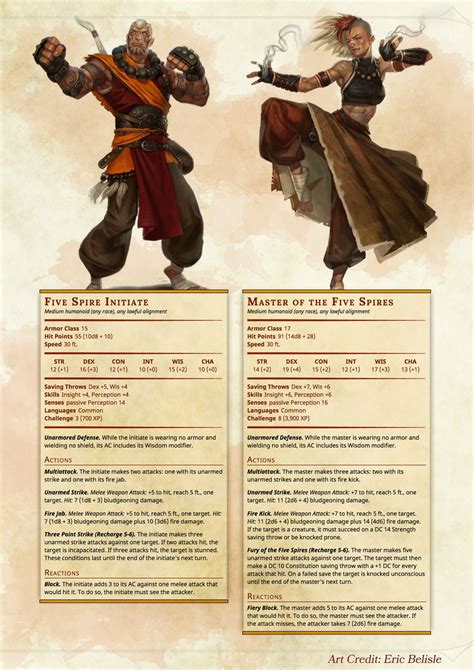 Five Spire Initiate
Medium humanoid (any race), any lawful alignment
Armor Class 15
Hit Points 55 (10d8 + 10)
Speed 30 ft.
STR DEX CON INT WIS CHA
12 (+1) 16 (+3) 12 (+1) 10 (+0) 15 (+2) 10 (+0)
Saving Throws Dex +5, Wis +4
Skills Insight +4, Perception +4
Senses passive Perception 14
Languages Common
Challenge 3 (700 XP)
Unarmored Defense. While the initiate is wearing no armor and
wielding no shield, its AC includes its Wisdom modifier.
Actions
Multiattack. The initiate makes two attacks: one with its unarmed
strike and one with its fire jab.
Unarmed Strike. Melee Weapon Attack: +5 to hit, reach 5 ft., one
target. Hit: 7 (1d8 + 3) bludgeoning damage.
Fire Jab. Melee Weapon Attack: +5 to hit, reach 5 ft., one target. Hit:
7 (1d8 + 3) bludgeoning damage plus 10 (3d6) fire damage.
Three Point Strike (Recharge 5-6). The initiate makes three
unarmed strike attacks against one target. If two attacks hit, the
target is incapacitated. If three attacks hit, the target is stunned.
These conditions last until the end of the initiate's next turn.
Reactions
Block. The initiate adds 3 to its AC against one melee attack that
would hit it. To do so, the initiate must see the attacker.
Master of the Five Spires
Medium humanoid (any race), any lawful alignment
Armor Class 17
Hit Points 91 (14d8 + 28)
Speed 30 ft.
STR DEX CON INT WIS CHA
14 (+2) 18 (+4) 14 (+2) 12 (+1) 16 (+3) 13 (+1)
Saving Throws Dex +7, Wis +6
Skills Insight +6, Perception +6
Senses passive Perception 16
Languages Common
Challenge 8 (3,900 XP)
Unarmored Defense. While the master is wearing no armor and
wielding no shield, its AC includes its Wisdom modifier.
Actions
Multiattack. The master makes three attacks: two with its
unarmed strikes and one with its fire kick.
Unarmed Strike. Melee Weapon Attack: +7 to hit, reach 5 ft., one
target. Hit: 11 (2d6 + 4) bludgeoning damage.
Fire Kick. Melee Weapon Attack: +7 to hit, reach 5 ft., one target.
Hit: 11 (2d6 + 4) bludgeoning damage plus 14 (4d6) fire damage.
If the target is a creature, it must succeed on a DC 14 Strength
saving throw or be knocked prone.
Fury of the Five Spires (Recharge 5-6). The master makes five
unarmed strike attacks against one target. The target must make
a DC 10 Constitution saving throw with a +1 DC for every
attack that hit. On a failed save the target is knocked unconscious
until the end of the master's next turn.
Reactions
Fiery Block. The master adds 3 to its AC against one melee attack
that would hit it. To do so, the master must see the attacker. If
the attack misses, the attacker takes 7 (2d6) fire damage.
Art Credit: Eric Belisle